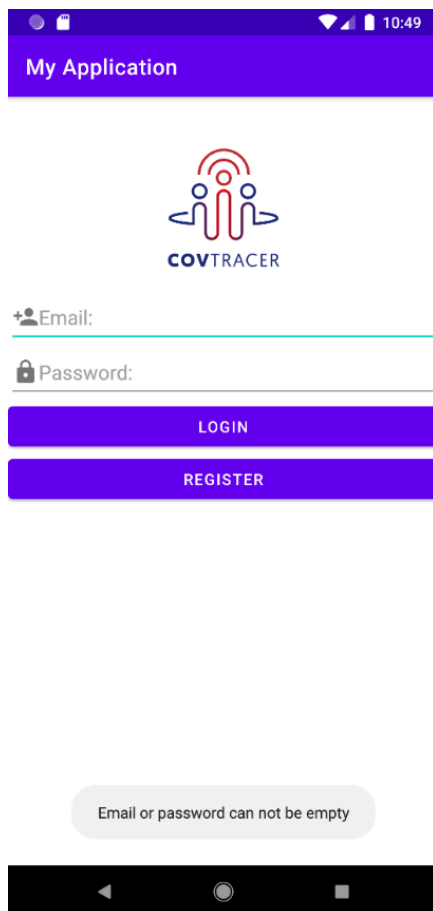 10:49
My Application
COVTRACER
Email:
Password:
LOGIN
REGISTER
Email or password can not be empty